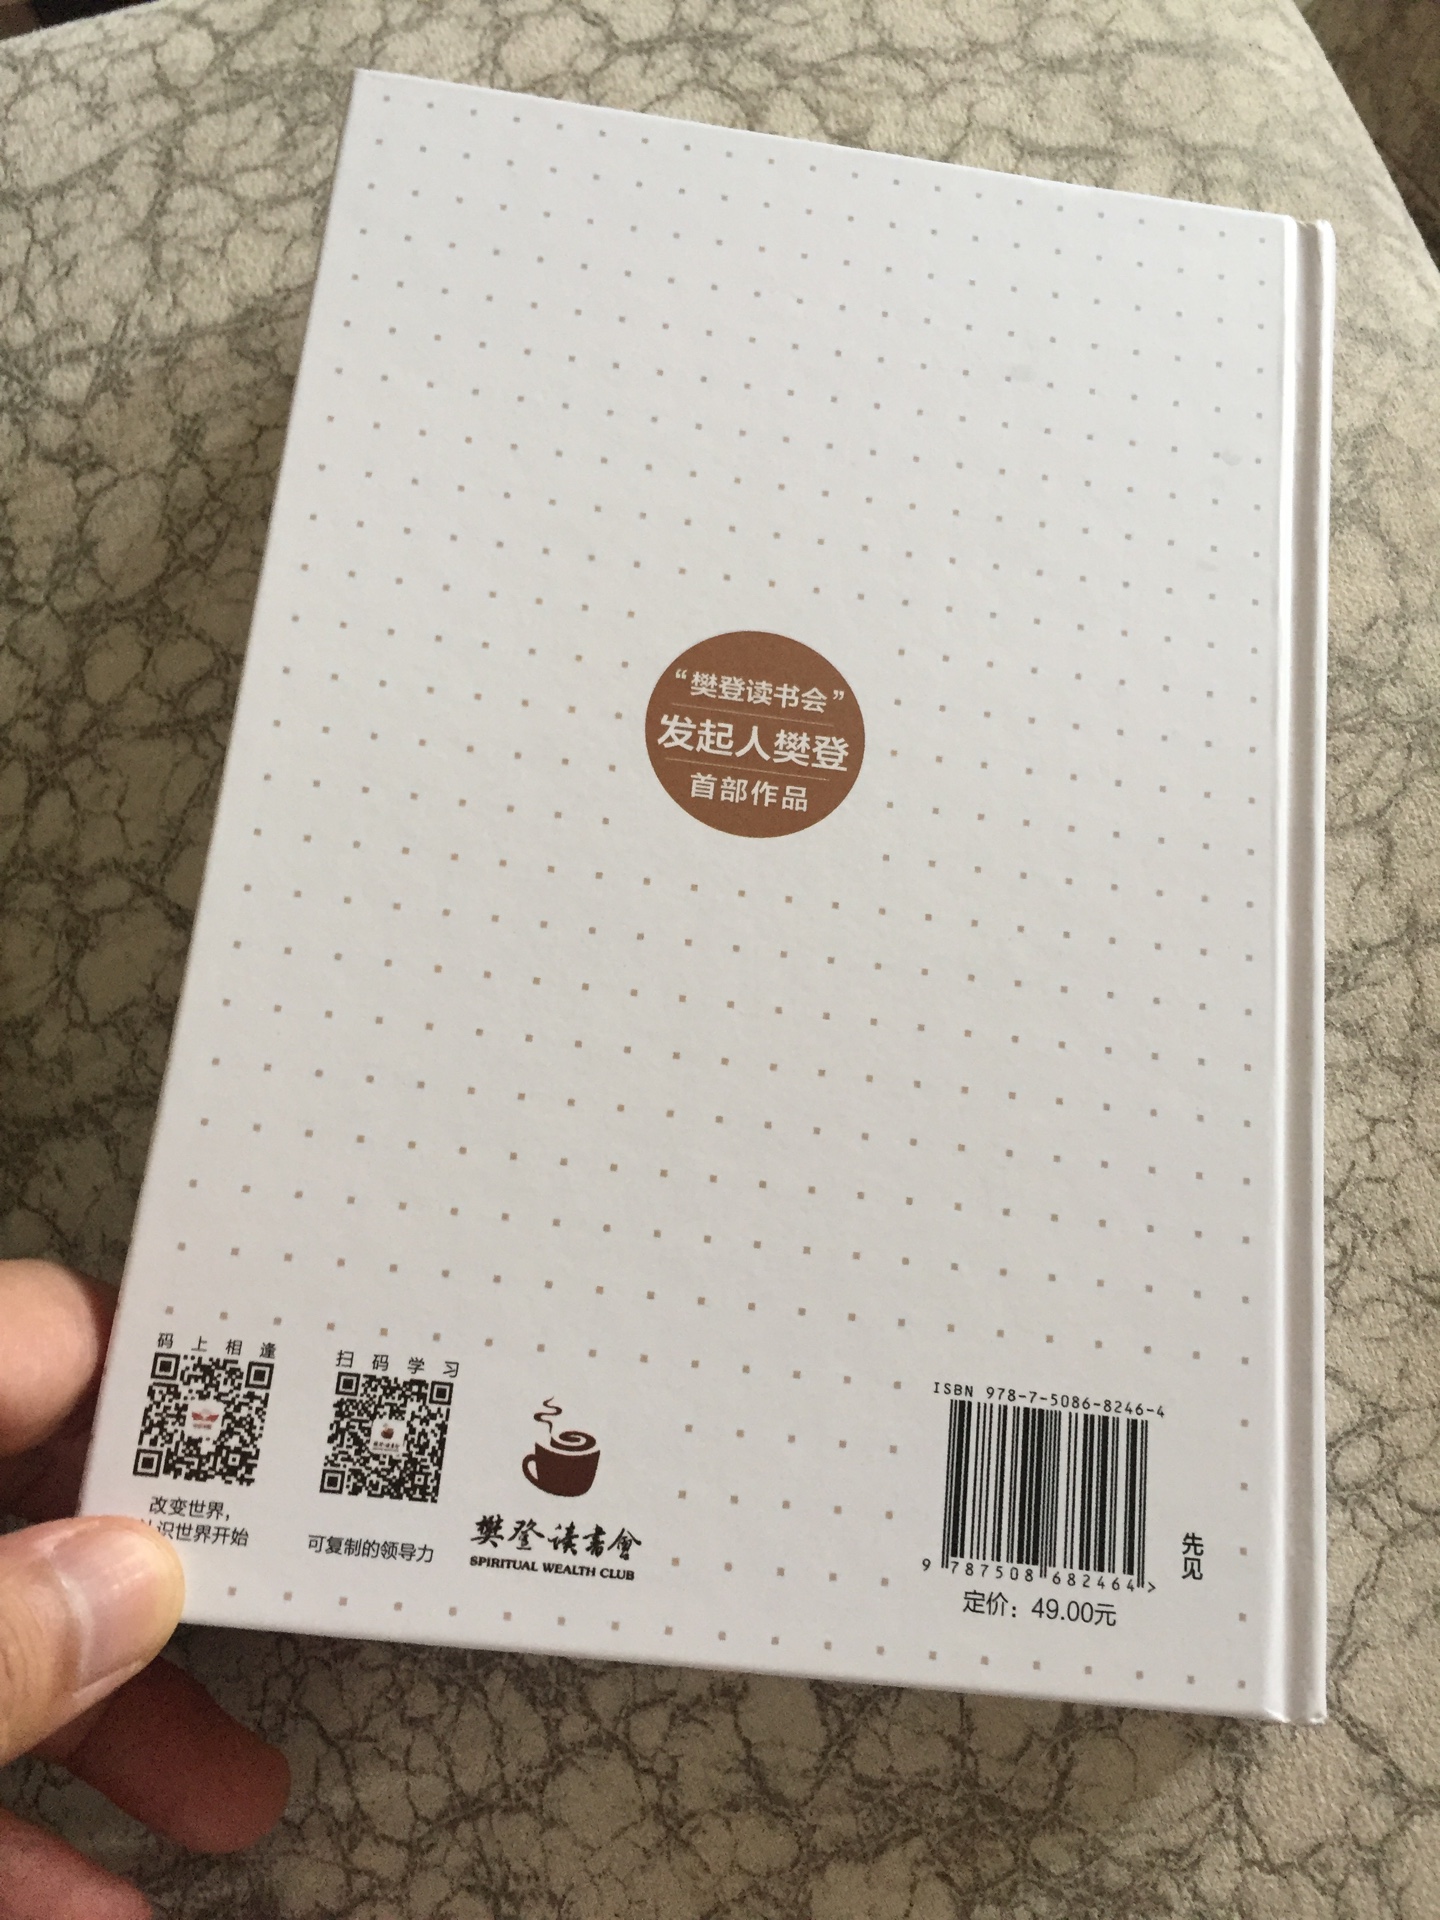 “樊登读书会”
发起人樊登
首部作品
码上相逢
改变世界，
识世界开始
扫码学习
可复制的领导力
樊登读书會
SPIRITUAL WEALTH CLUB
ISBN 978-7-5086-8246-4
9 787508 682464 >
定价：49.00元
先见